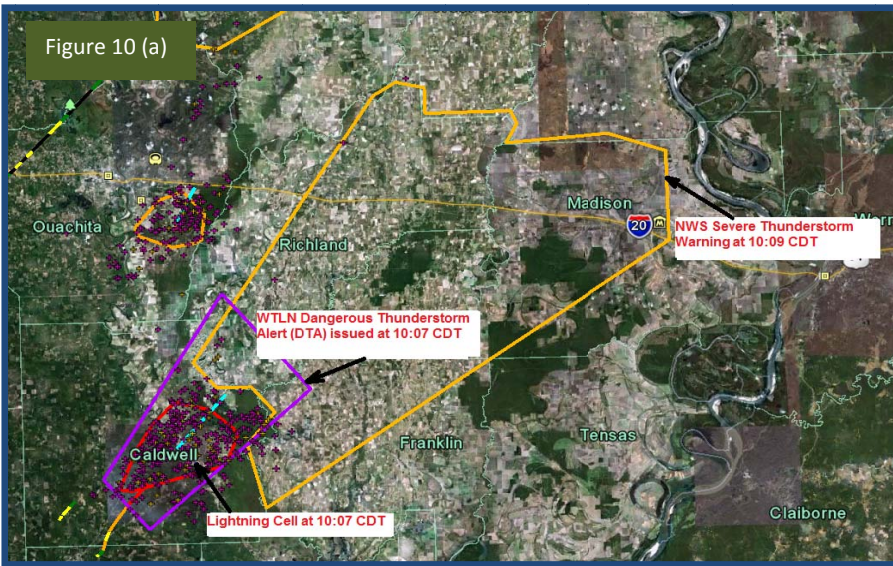 Figure 10 (a)
Ouachita
Richland
Madison
20
NWS Severe Thunderstorm
Warning at 10:09 CDT
Warr
WTLN Dangerous Thunderstorm
Alert (DTA) issued at 10:07 CDT
Caldwell
Franklin
Tensas
Lightning Cell at 10:07 CDT
Claiborne